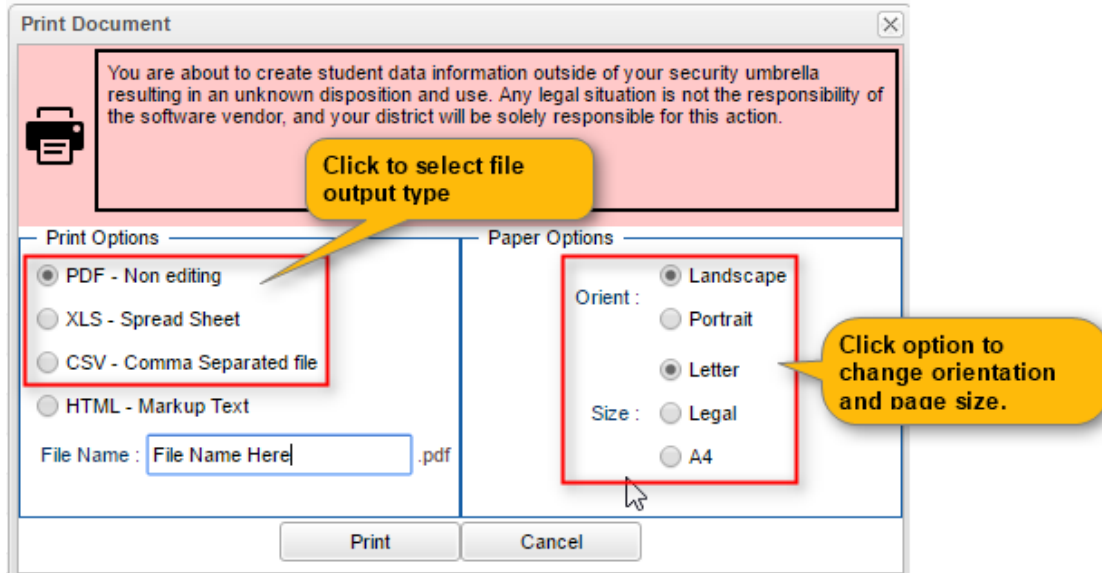 Print Document
You are about to create student data information outside of your security umbrella
resulting in an unknown disposition and use. Any legal situation is not the responsibility of
the software vendor, and your district will be solely responsible for this action.
Click to select file
output type
Print Options
PDF - Non editing
XLS - Spread Sheet
CSV - Comma Separated file
HTML - Markup Text
File Name : File Name Here .pdf
Paper Options
Orient :
Landscape
Portrait
Size :
Letter
Legal
A4
Click option to
change orientation
and page size.
Print
Cancel